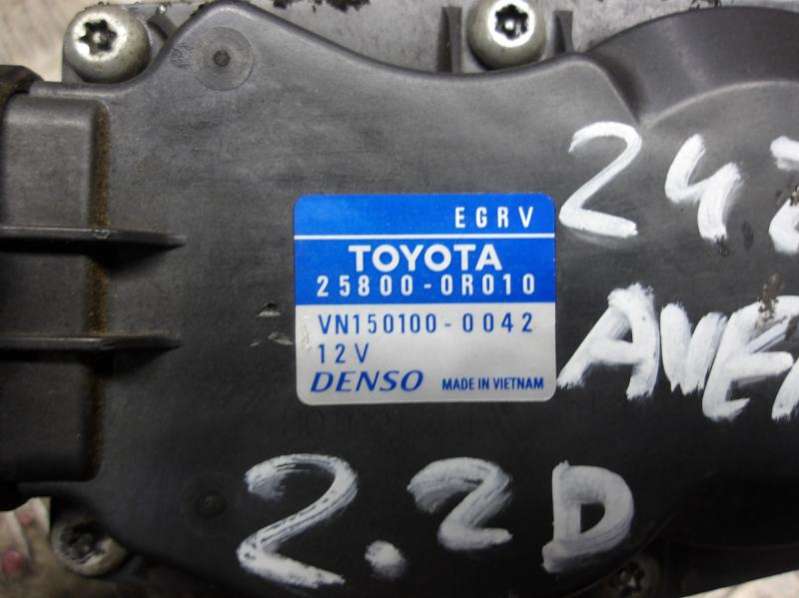 EGRV
TOYOTA
25800-0R010
VN150100-0042
12V
DENSO MADE IN VIETNAM
2.2D